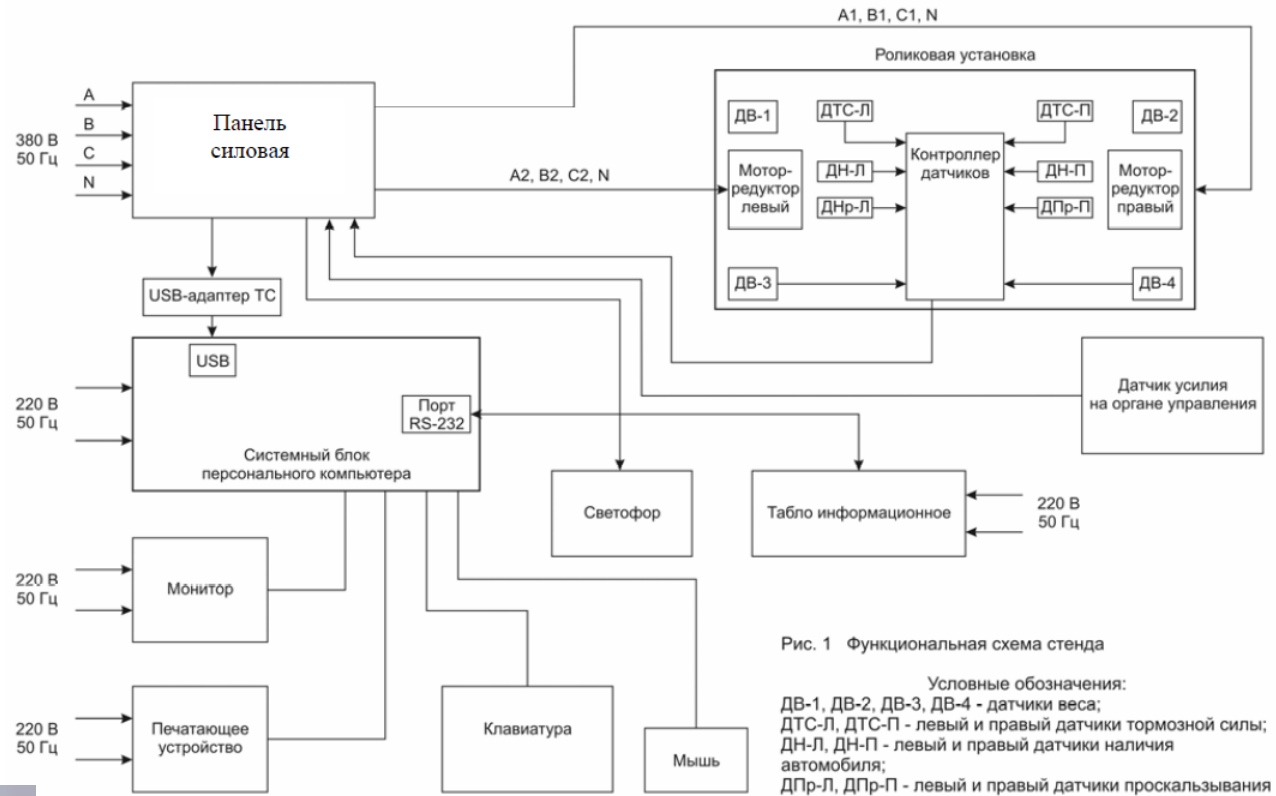 A1, B1, C1, N
Роликовая установка
A
B
C
N
380 В
50 Гц
Панель
силовая
A2, B2, C2, N
ДВ-1
ДТС-Л
ДТС-П
ДВ-2
Контроллер
датчиков
Мотор-
редуктор
левый
ДН-Л
ДН-П
Мотор-
редуктор
правый
ДНр-Л
ДПр-П
ДВ-3
ДВ-4
USB-адаптер ТС
USB
220 В
50 Гц
Порт
RS-232
Системный блок
персонального компьютера
Датчик усилия
на органе управления
Светофор
Табло информационное
220 В
50 Гц
220 В
50 Гц
Монитор
220 В
50 Гц
Печатающее
устройство
Клавиатура
Мышь
Рис. 1 Функциональная схема стенда
Условные обозначения:
ДВ-1, ДВ-2, ДВ-3, ДВ-4 - датчики веса;
ДТС-Л, ДТС-П - левый и правый датчики тормозной силы;
ДН-Л, ДН-П - левый и правый датчики наличия
автомобиля;
ДПр-Л, ДПр-П - левый и правый датчики проскальзывания